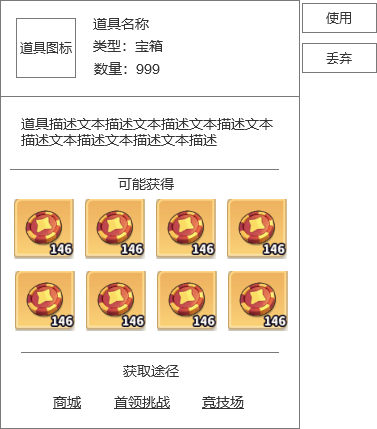 道具图标
道具名称
类型：宝箱
数量：999
使用
丢弃
道具描述文本描述文本描述文本描述文本
描述文本描述文本描述文本描述
可能获得
146 146 146 146
146 146 146 146
获取途径
商城 首领挑战 竞技场